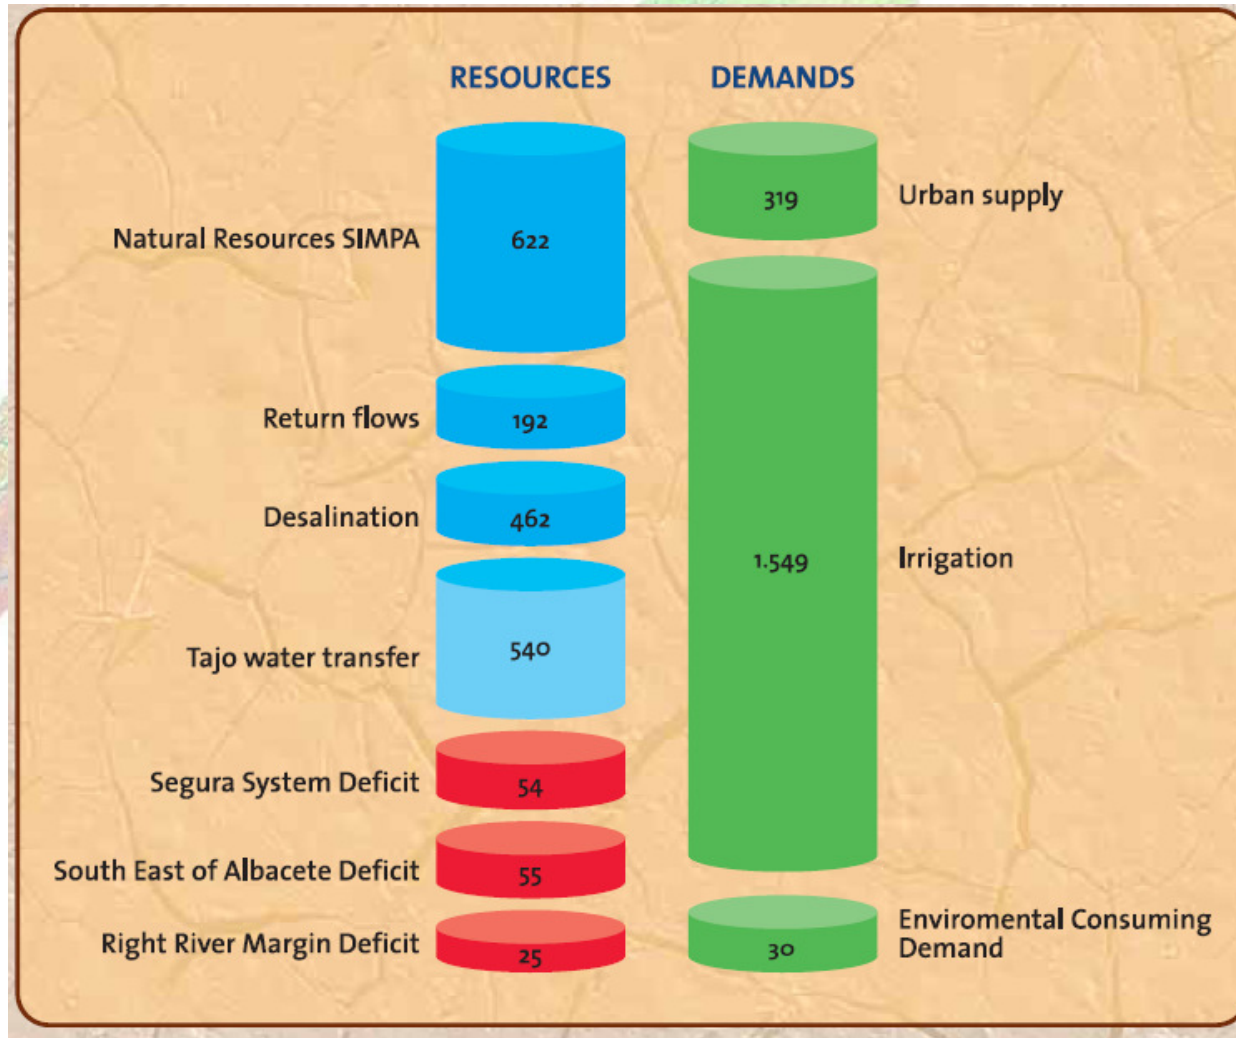 RESOURCES
DEMANDS
Natural Resources SIMPA
622
Return flows
192
Desalination
462
Tajo water transfer
540
Segura System Deficit
54
South East of Albacete Deficit
55
Right River Margin Deficit
25
319
Urban supply
1.549
Irrigation
30
Enviromental Consuming
Demand